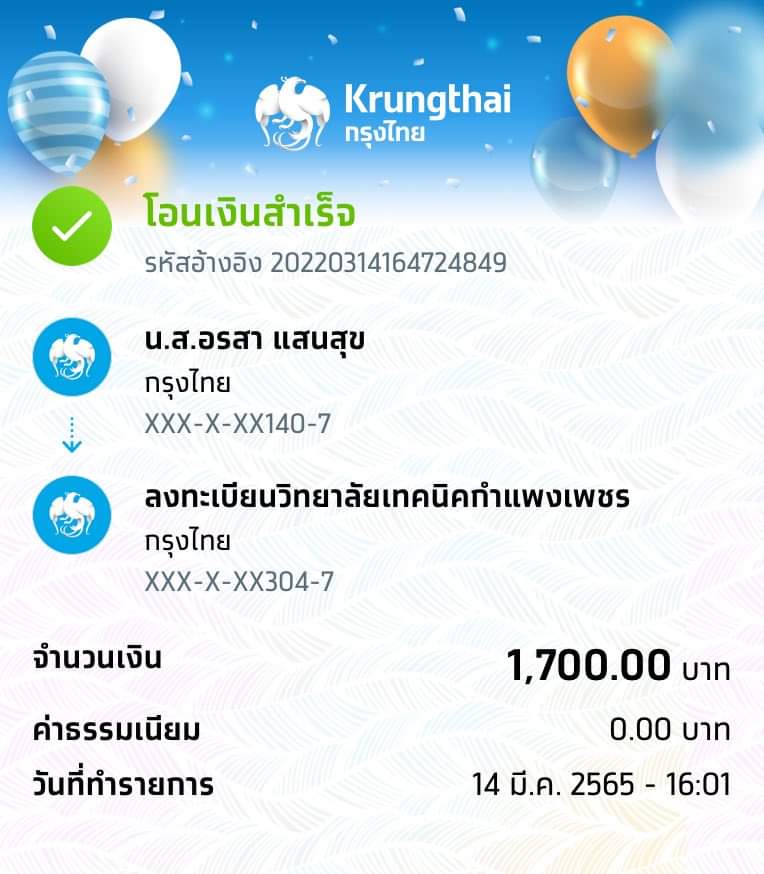 Krungthai
กรุงไทย
โอนเงินสำเร็จ
รหัสอ้างอิง 20220314164724849
น.ส.อรสา แสนสุข
กรุงไทย
XXX-X-XX140-7
ลงทะเบียนวิทยาลัยเทคนิคกำแพงเพชร
กรุงไทย
XXX-X-XX304-7
จำนวนเงิน 1,700.00 บาท
ค่าธรรมเนียม 0.00 บาท
วันที่ทำรายการ 14 มี.ค. 2565 - 16:01